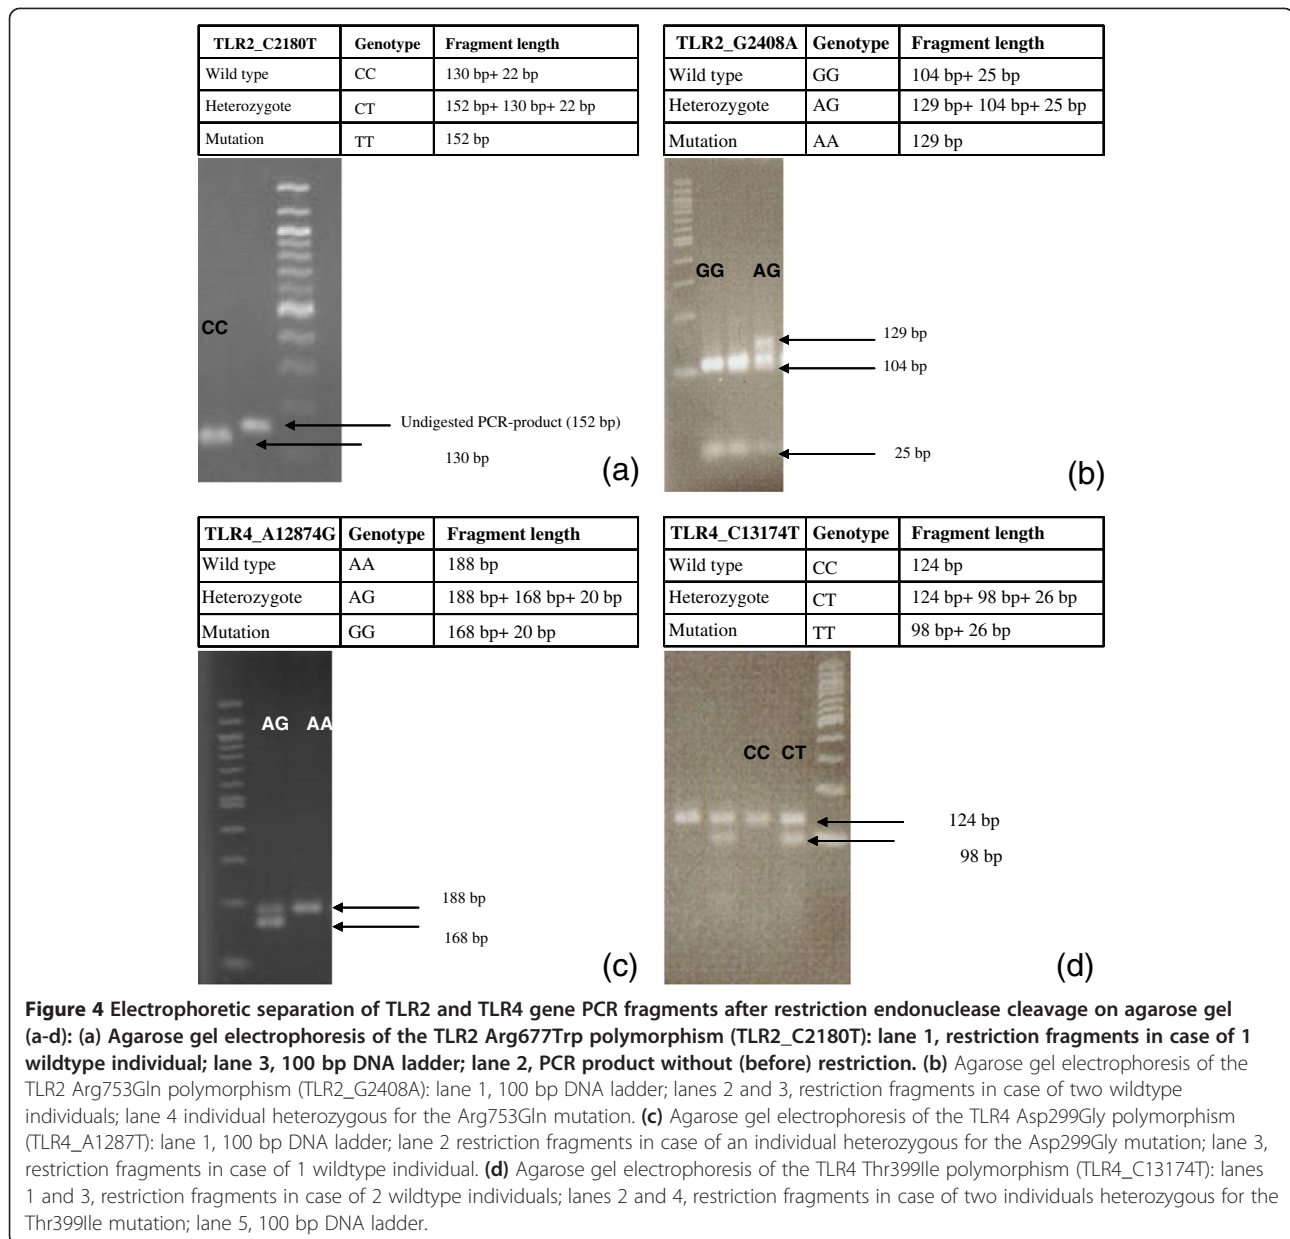 TLR2_C2180T Genotype Fragment length
Wild type CC 130 bp+ 22 bp
Heterozygote CT 152 bp+ 130 bp+ 22 bp
Mutation TT 152 bp
CC
Undigested PCR-product (152 bp)
130 bp
(a)
TLR2_G2408A Genotype Fragment length
Wild type GG 104 bp+ 25 bp
Heterozygote AG 129 bp+ 104 bp+ 25 bp
Mutation AA 129 bp
GG AG
129 bp
104 bp
25 bp
(b)
TLR4_A12874G Genotype Fragment length
Wild type AA 188 bp
Heterozygote AG 188 bp+ 168 bp+ 20 bp
Mutation GG 168 bp+ 20 bp
AG AA
188 bp
168 bp
(c)
TLR4_C13174T Genotype Fragment length
Wild type CC 124 bp
Heterozygote CT 124 bp+ 98 bp+ 26 bp
Mutation TT 98 bp+ 26 bp
CC CT
124 bp
98 bp
(d)
Figure 4 Electrophoretic separation of TLR2 and TLR4 gene PCR fragments after restriction endonuclease cleavage on agarose gel
(a-d): (a) Agarose gel electrophoresis of the TLR2 Arg677Trp polymorphism (TLR2_C2180T): lane 1, restriction fragments in case of 1
wildtype individual; lane 3, 100 bp DNA ladder; lane 2, PCR product without (before) restriction. (b) Agarose gel electrophoresis of the
TLR2 Arg753Gln polymorphism (TLR2_G2408A): lane 1, 100 bp DNA ladder; lanes 2 and 3, restriction fragments in case of two wildtype
individuals; lane 4 individual heterozygous for the Arg753Gln mutation. (c) Agarose gel electrophoresis of the TLR4 Asp299Gly polymorphism
(TLR4_A1287T): lane 1, 100 bp DNA ladder; lane 2 restriction fragments in case of an individual heterozygous for the Asp299Gly mutation; lane 3,
restriction fragments in case of 1 wildtype individual. (d) Agarose gel electrophoresis of the TLR4 Thr399Ile polymorphism (TLR4_C13174T): lanes
1 and 3, restriction fragments in case of 2 wildtype individuals; lanes 2 and 4, restriction fragments in case of two individuals heterozygous for the
Thr399Ile mutation; lane 5, 100 bp DNA ladder.